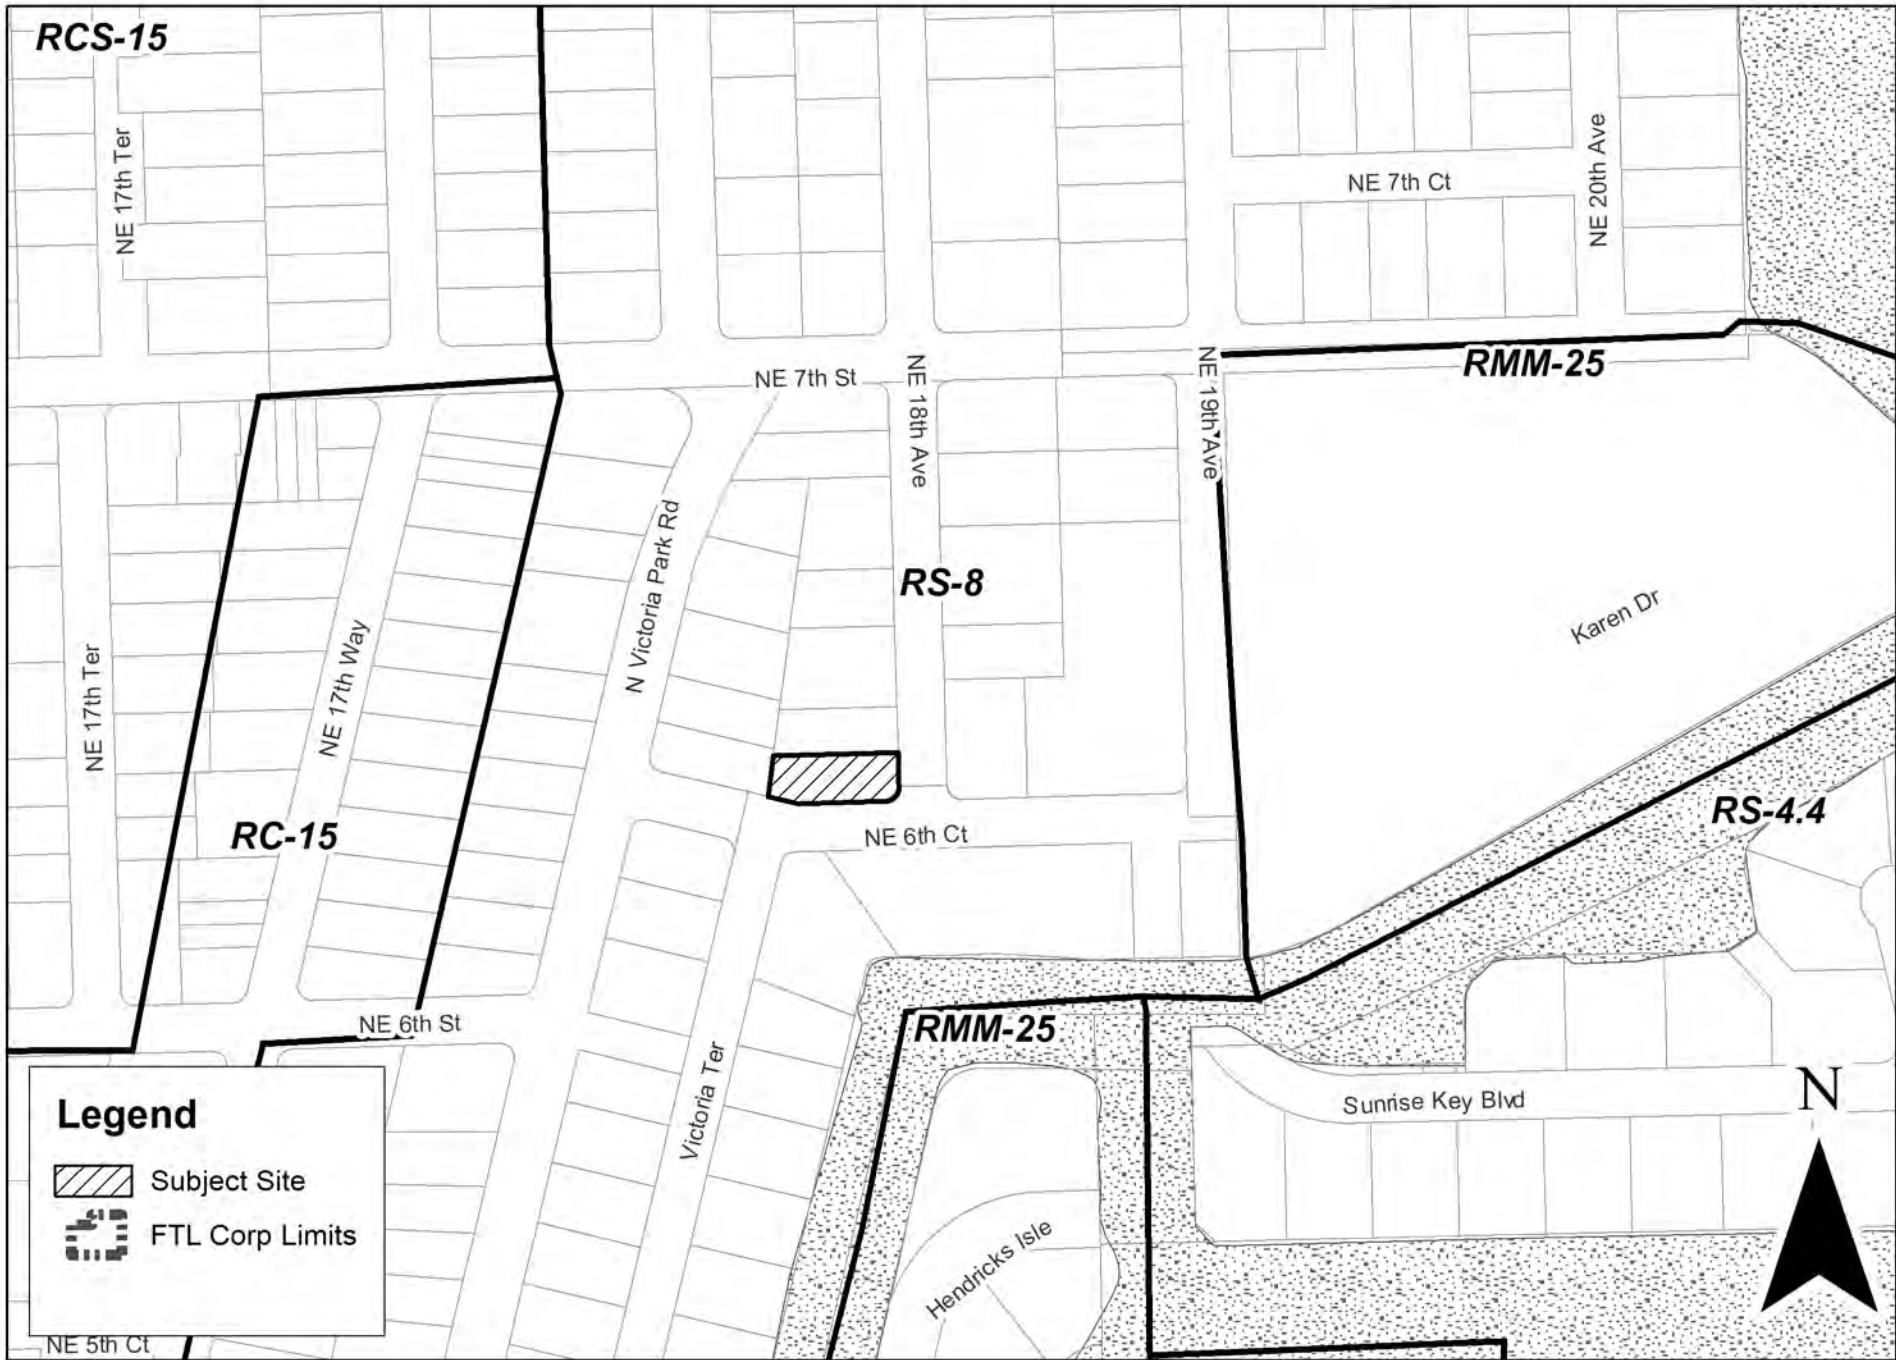 RCS-15
NE 17th Ter
NE 7th Ct
NE 20th Ave
NE 7th St
NE 18th Ave
NE 19th Ave
RMM-25
N Victoria Park Rd
RS-8
Karen Dr
NE 17th Ter
NE 17th Way
RC-15
NE 6th Ct
RS-4.4
NE 6th St
RMM-25
Victoria Ter
Sunrise Key Blvd
N
Hendricks Isle
Legend
Subject Site
FTL Corp Limits
NE 5th Ct